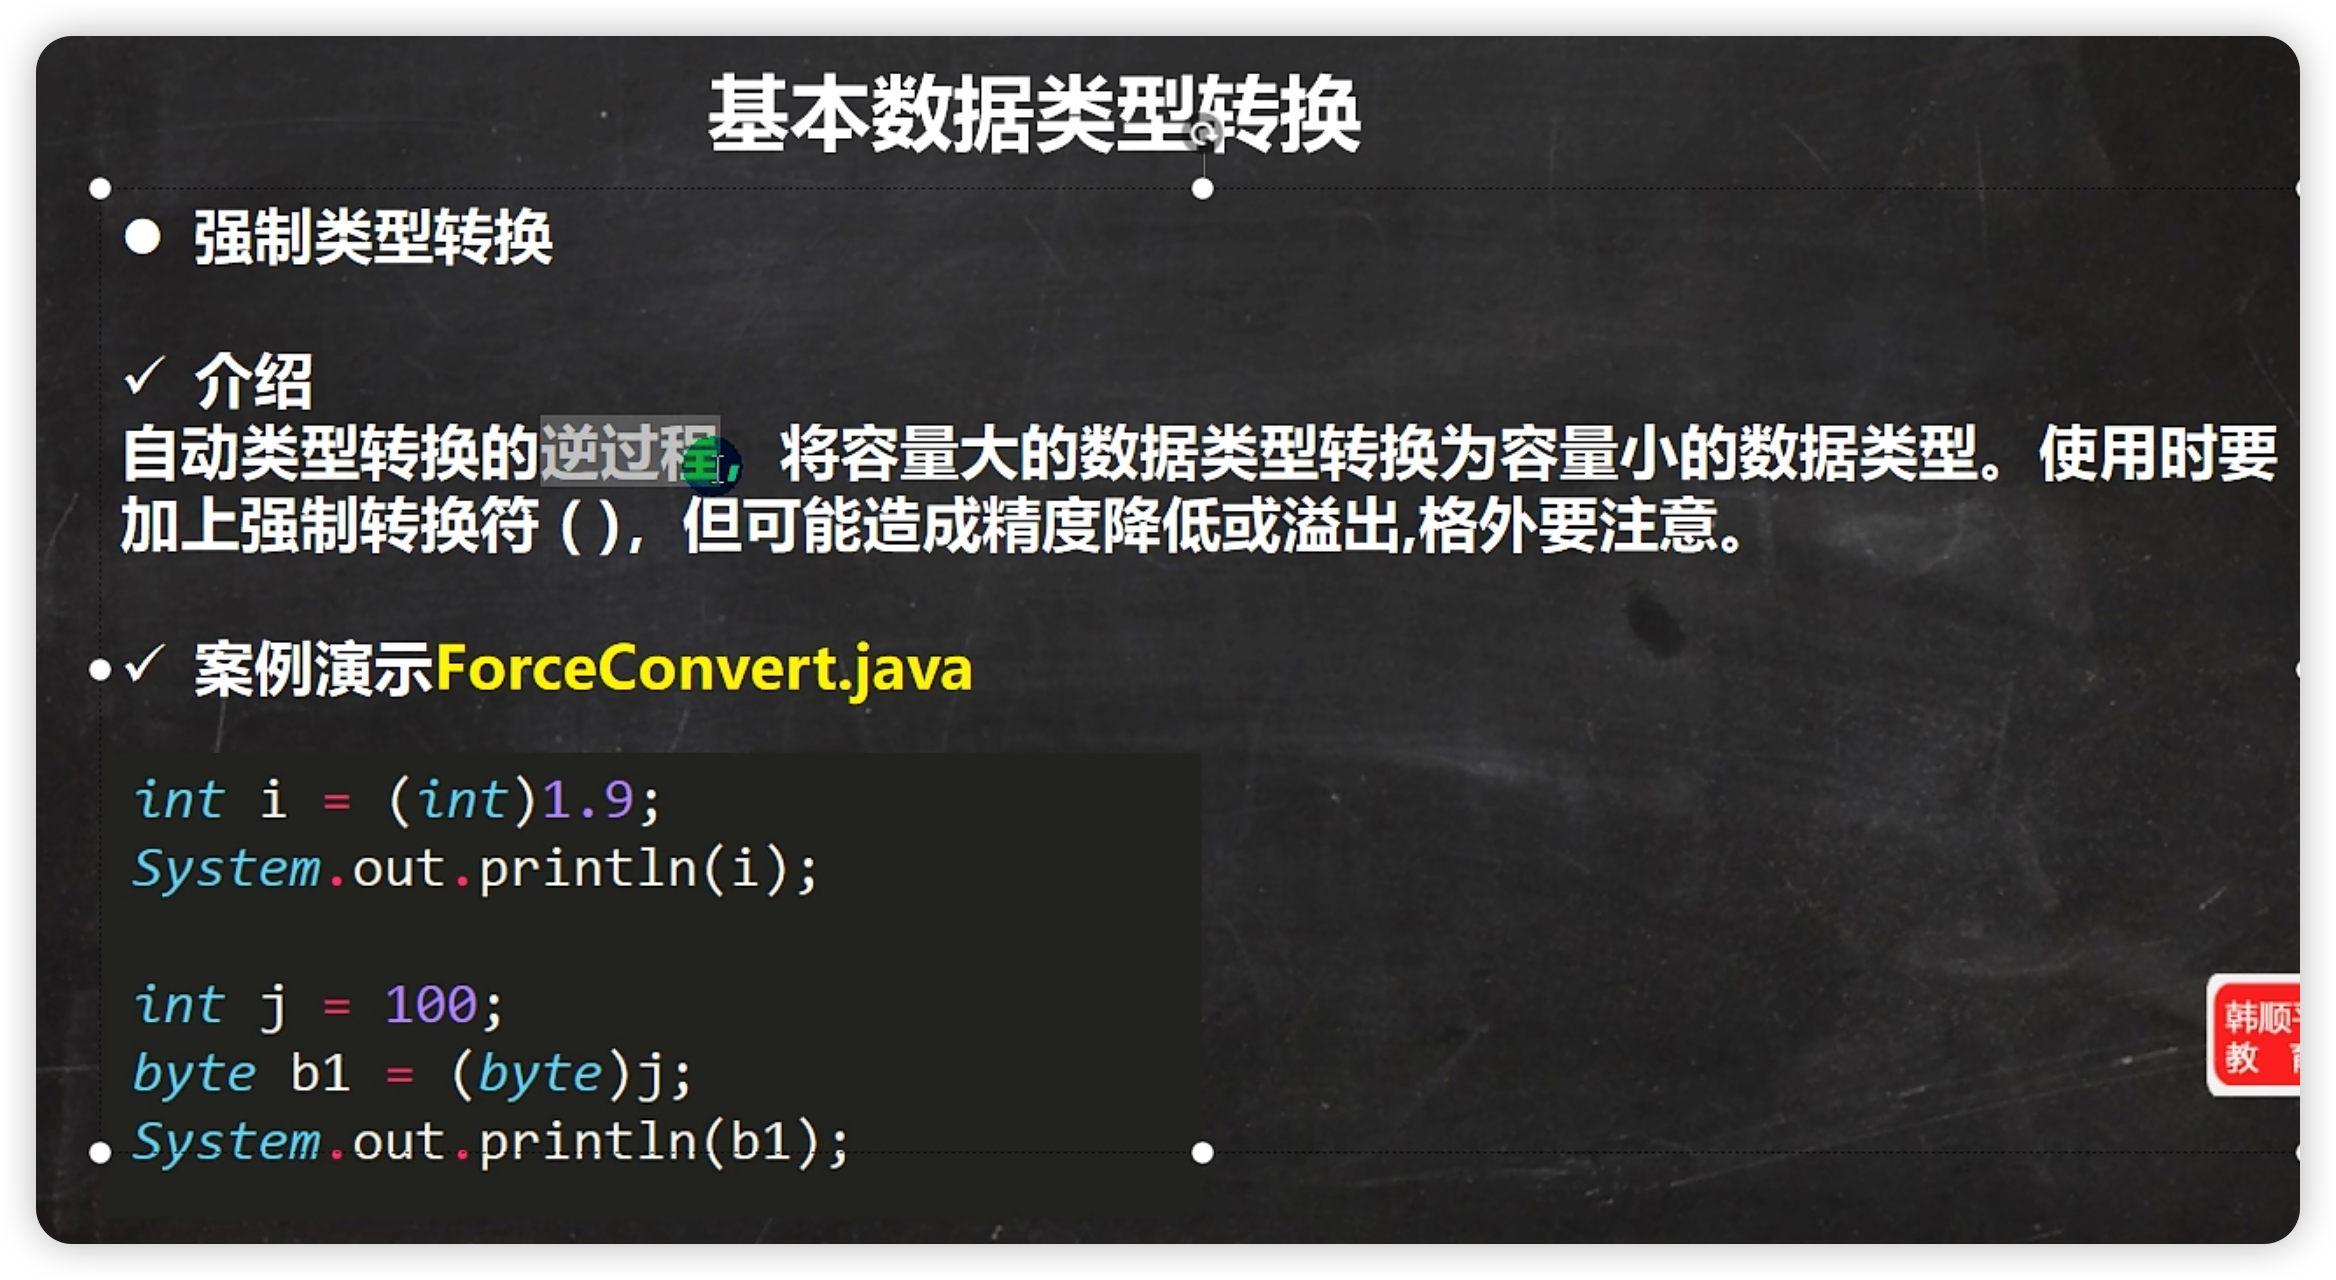 基本数据类型转换
● 强制类型转换
✓ 介绍
自动类型转换的逆过程, 将容量大的数据类型转换为容量小的数据类型。使用时要
加上强制转换符 ( ), 但可能造成精度降低或溢出,格外要注意。
✓ 案例演示ForceConvert.java
int i = (int)1.9;
System.out.println(i);
int j = 100;
byte b1 = (byte)j;
System.out.println(b1);
韩顺
教